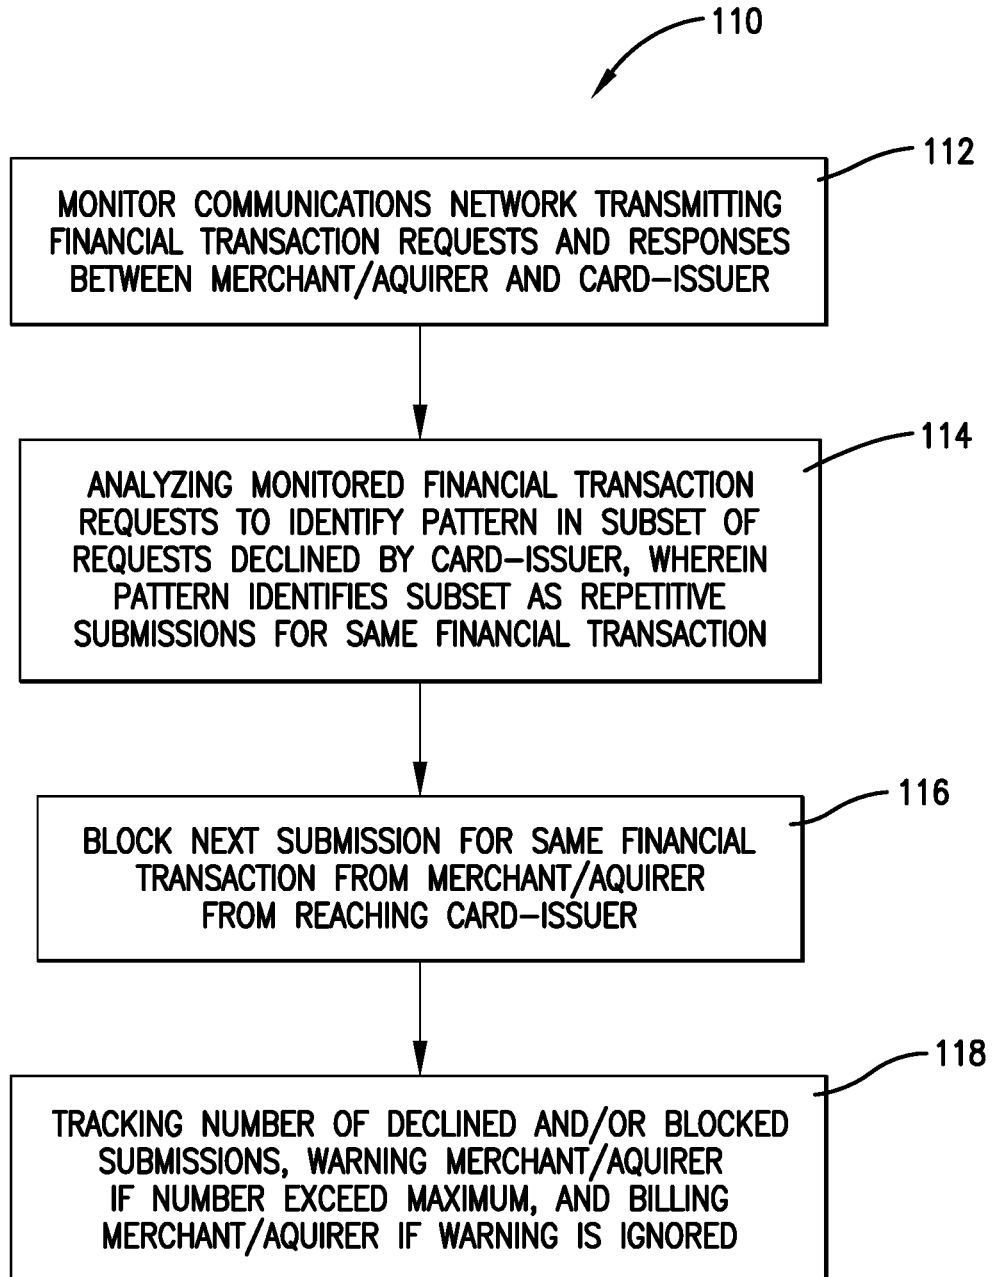 110
112
MONITOR COMMUNICATIONS NETWORK TRANSMITTING
FINANCIAL TRANSACTION REQUESTS AND RESPONSES
BETWEEN MERCHANT/AQUIRER AND CARD-ISSUER
114
ANALYZING MONITORED FINANCIAL TRANSACTION
REQUESTS TO IDENTIFY PATTERN IN SUBSET OF
REQUESTS DECLINED BY CARD-ISSUER, WHEREIN
PATTERN IDENTIFIES SUBSET AS REPETITIVE
SUBMISSIONS FOR SAME FINANCIAL TRANSACTION
116
BLOCK NEXT SUBMISSION FOR SAME FINANCIAL
TRANSACTION FROM MERCHANT/AQUIRER
FROM REACHING CARD-ISSUER
118
TRACKING NUMBER OF DECLINED AND/OR BLOCKED
SUBMISSIONS, WARNING MERCHANT/AQUIRER
IF NUMBER EXCEED MAXIMUM, AND BILLING
MERCHANT/AQUIRER IF WARNING IS IGNORED